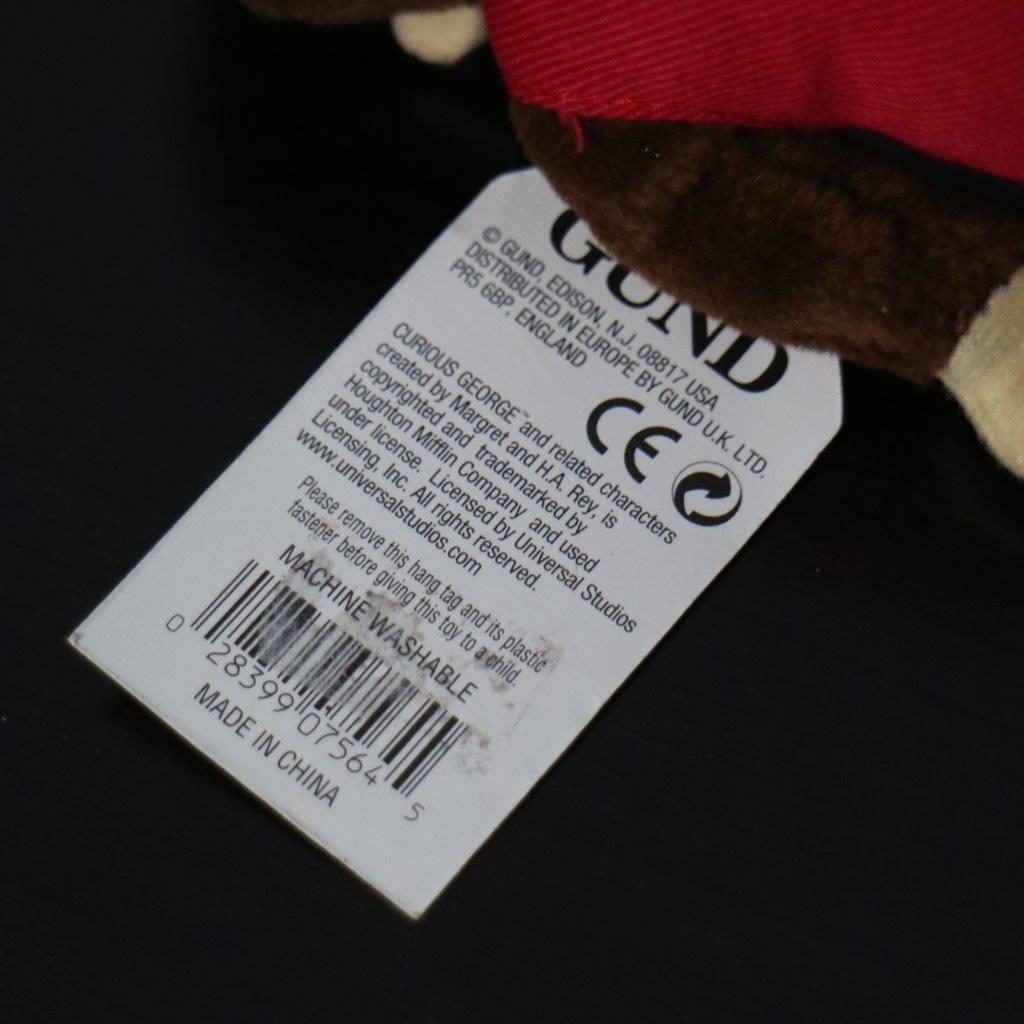 GUND
© GUND, EDISON, N.J. 08817 USA
DISTRIBUTED IN EUROPE BY GUND U.K. LTD.
PR5 6BP, ENGLAND
CE
CURIOUS GEORGE™ and related characters
created by Margret and H.A. Rey, is
copyrighted and trademarked by
Houghton Mifflin Company and used
under license. Licensed by Universal Studios
Licensing, Inc. All rights reserved.
www.universalstudios.com
Please remove this hang tag and its plastic
fastener before giving this toy to a child.
MACHINE WASHABLE
0 28399 07564 5
MADE IN CHINA